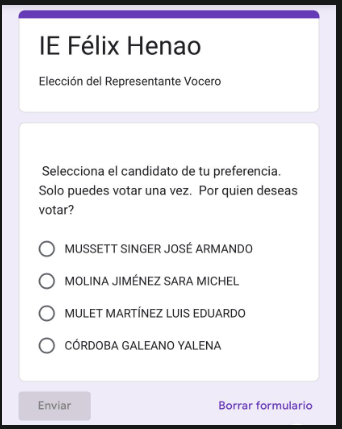 IE Félix Henao
Elección del Representante Vocero
Selecciona el candidato de tu preferencia.
Solo puedes votar una vez. Por quien deseas
votar?
MUSSETT SINGER JOSÉ ARMANDO
MOLINA JIMÉNEZ SARA MICHEL
MULET MARTÍNEZ LUIS EDUARDO
CÓRDOBA GALEANO YALENA
Enviar
Borrar formulario